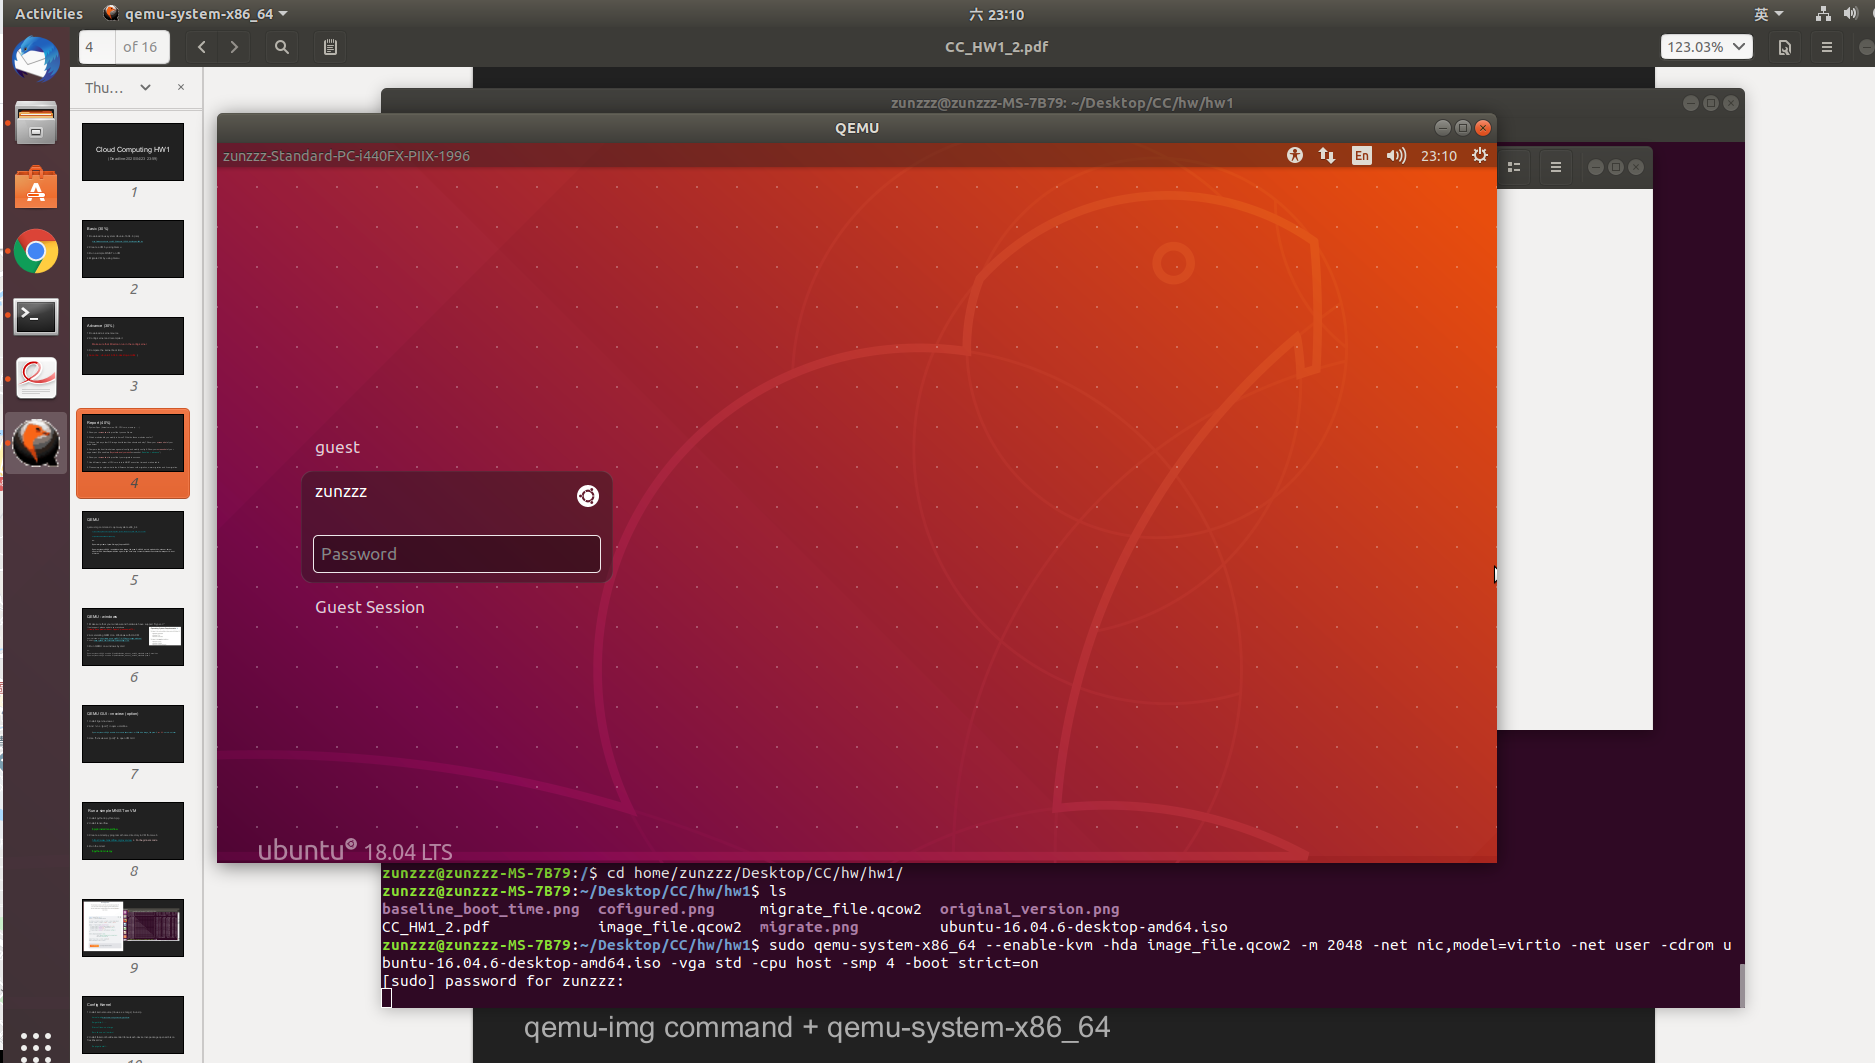 Activities
qemu-system-x86_64
六 23:10
英
4 of 16
CC_HW1_2.pdf
123.03%
Thu...
Cloud Computing HW1
1
2
3
4
5
6
7
8
9
zunzzz@zunzzz-MS-7B79: ~/Desktop/CC/hw/hw1
QEMU
zunzzz-Standard-PC-i440FX-PIIX-1996
En
23:10
guest
zunzzz
Password
Guest Session
ubuntu 18.04 LTS
zunzzz@zunzzz-MS-7B79:/$ cd home/zunzzz/Desktop/CC/hw/hw1/
zunzzz@zunzzz-MS-7B79:~/Desktop/CC/hw/hw1$ ls
baseline_boot_time.png cofigured.png migrate_file.qcow2 original_version.png
CC_HW1_2.pdf image_file.qcow2 migrate.png ubuntu-16.04.6-desktop-amd64.iso
zunzzz@zunzzz-MS-7B79:~/Desktop/CC/hw/hw1$ sudo qemu-system-x86_64 --enable-kvm -hda image_file.qcow2 -m 2048 -net nic,model=virtio -net user -cdrom u
buntu-16.04.6-desktop-amd64.iso -vga std -cpu host -smp 4 -boot strict=on
[sudo] password for zunzzz:
qemu-img command + qemu-system-x86_64